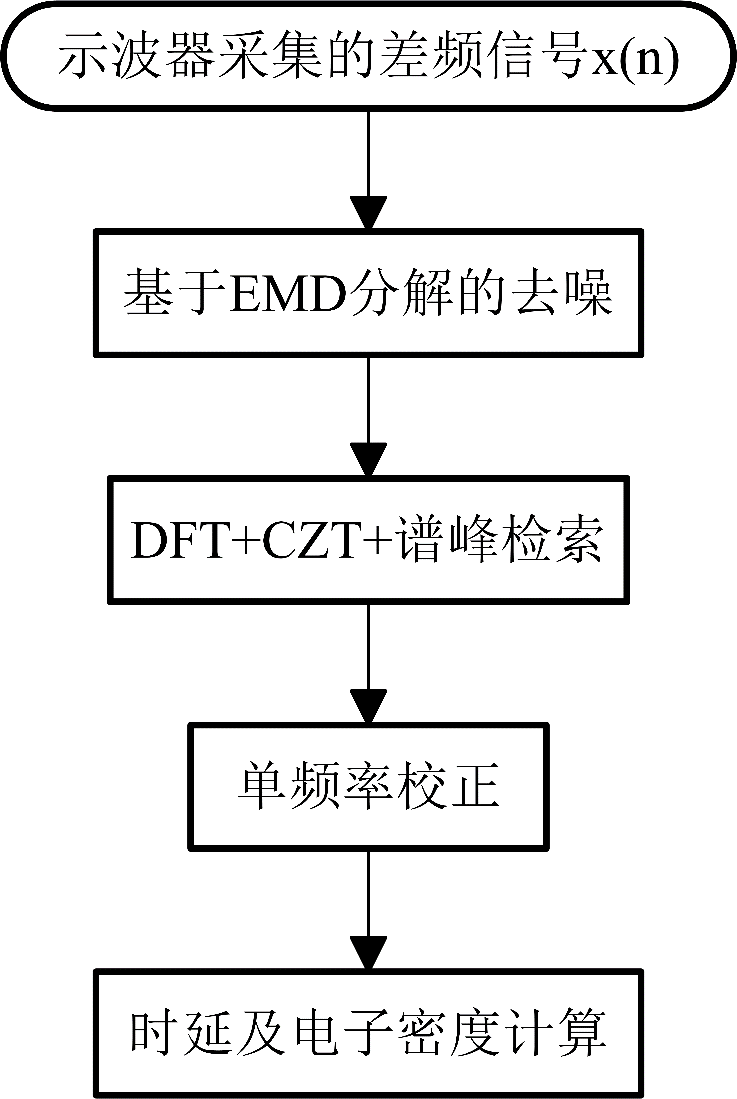 示波器采集的差频信号x(n)
基于EMD分解的去噪
DFT+CZT+谱峰检索
单频率校正
时延及电子密度计算